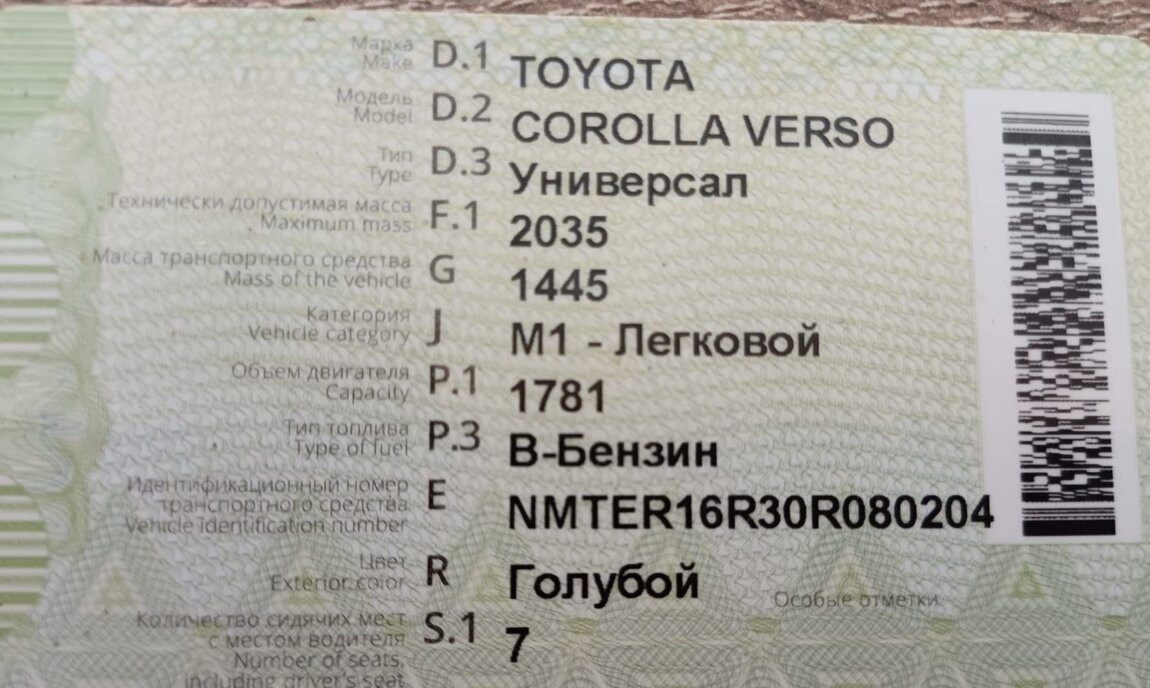 Марка D.1 TOYOTA
Make
Модель D.2 COROLLA VERSO
Model
Тип D.3 Универсал
Type
Технически допустимая масса F.1 2035
Maximum mass
Масса транспортного средства G 1445
Mass of the vehicle
Категория J M1 - Легковой
Vehicle category
Объем двигателя P.1 1781
Capacity
Тип топлива P.3 В-Бензин
Type of fuel
Идентификационный номер E NMTER16R30R080204
транспортного средства
Vehicle identification number
Цвет R Голубой
Exterior color
Особые отметки
Количество сидячих мест S.1 7
с местом водителя
Number of seats,
including driver's seat